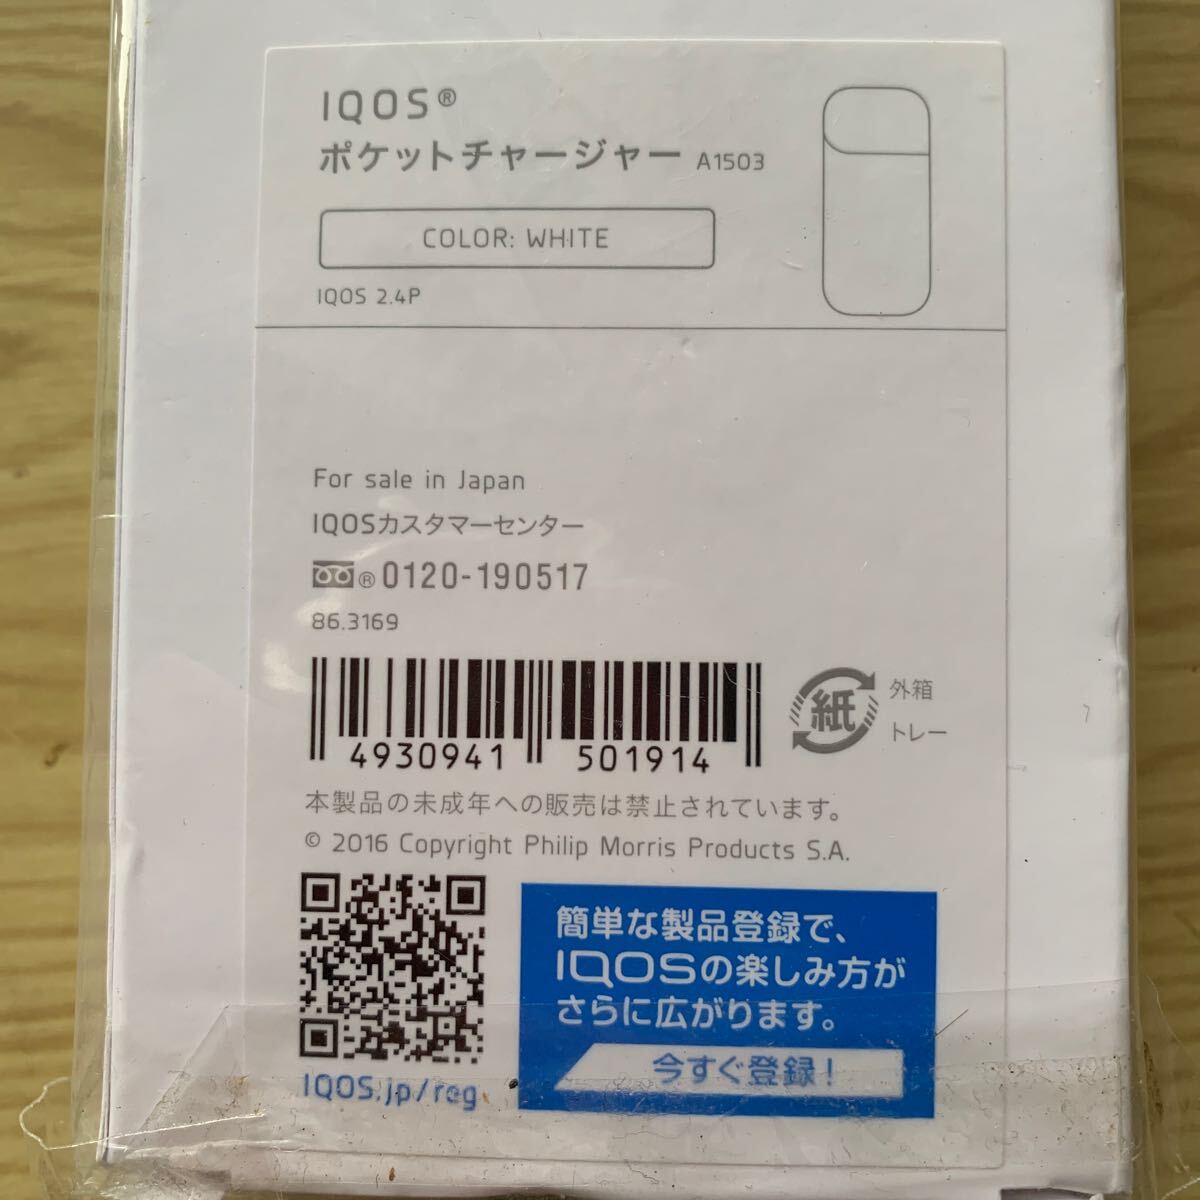 IQOS®
ポケットチャージャー A1503
COLOR: WHITE
IQOS 2.4P
For sale in Japan
IQOSカスタマーセンター
®0120-190517
86.3169
4930941 501914
紙 外箱
トレー
本製品の未成年への販売は禁止されています。
© 2016 Copyright Philip Morris Products S.A.
簡単な製品登録で、
IQOSの楽しみ方が
さらに広がります。
今すぐ登録!
IQOS.jp/reg